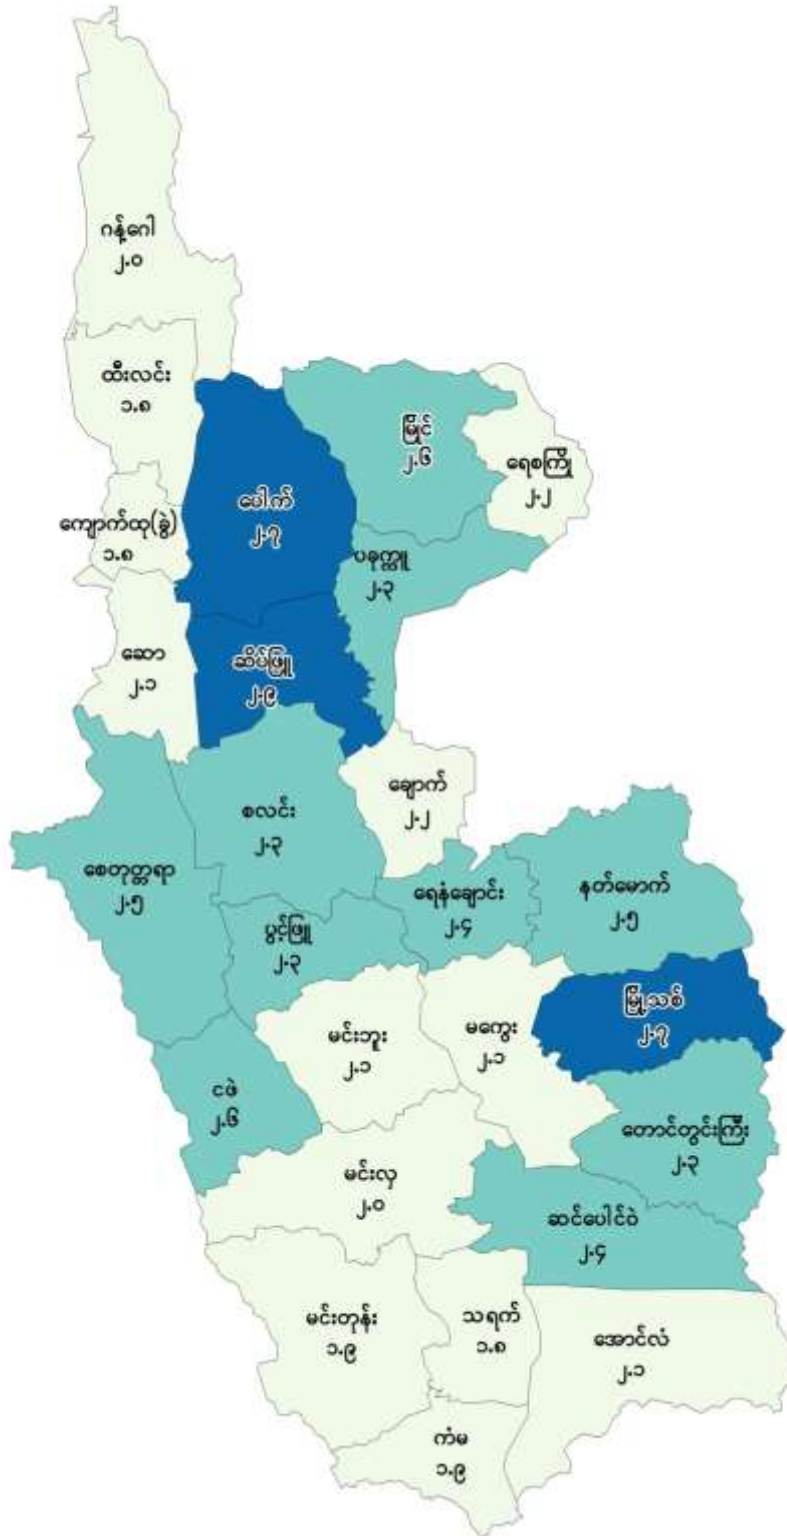 ဂန့်ဂေါ
၂.၀
ထီးလင်း
၁.၈
မြိုင်
၂.၆
ရေစကြို
၂.၂
ပေါက်
၂.၇
ကျောက်ထု(ခွဲ)
၁.၈
ပခုက္ကူ
၂.၃
ဆော
၂.၁
ဆိပ်ဖြူ
၂.၉
ချောက်
၂.၂
စလင်း
၂.၃
စေတုတ္တရာ
၂.၅
ရေနံချောင်း
၂.၄
နတ်မောက်
၂.၅
ပွင့်ဖြူ
၂.၃
မြို့သစ်
၂.၇
မင်းဘူး
၂.၁
မကွေး
၂.၁
ငဖဲ
၂.၆
တောင်တွင်းကြီး
၂.၃
မင်းလှ
၂.၀
ဆင်ပေါင်ဝဲ
၂.၄
မင်းတုန်း
၁.၉
သရက်
၁.၈
အောင်လံ
၂.၁
ကံမ
၁.၉